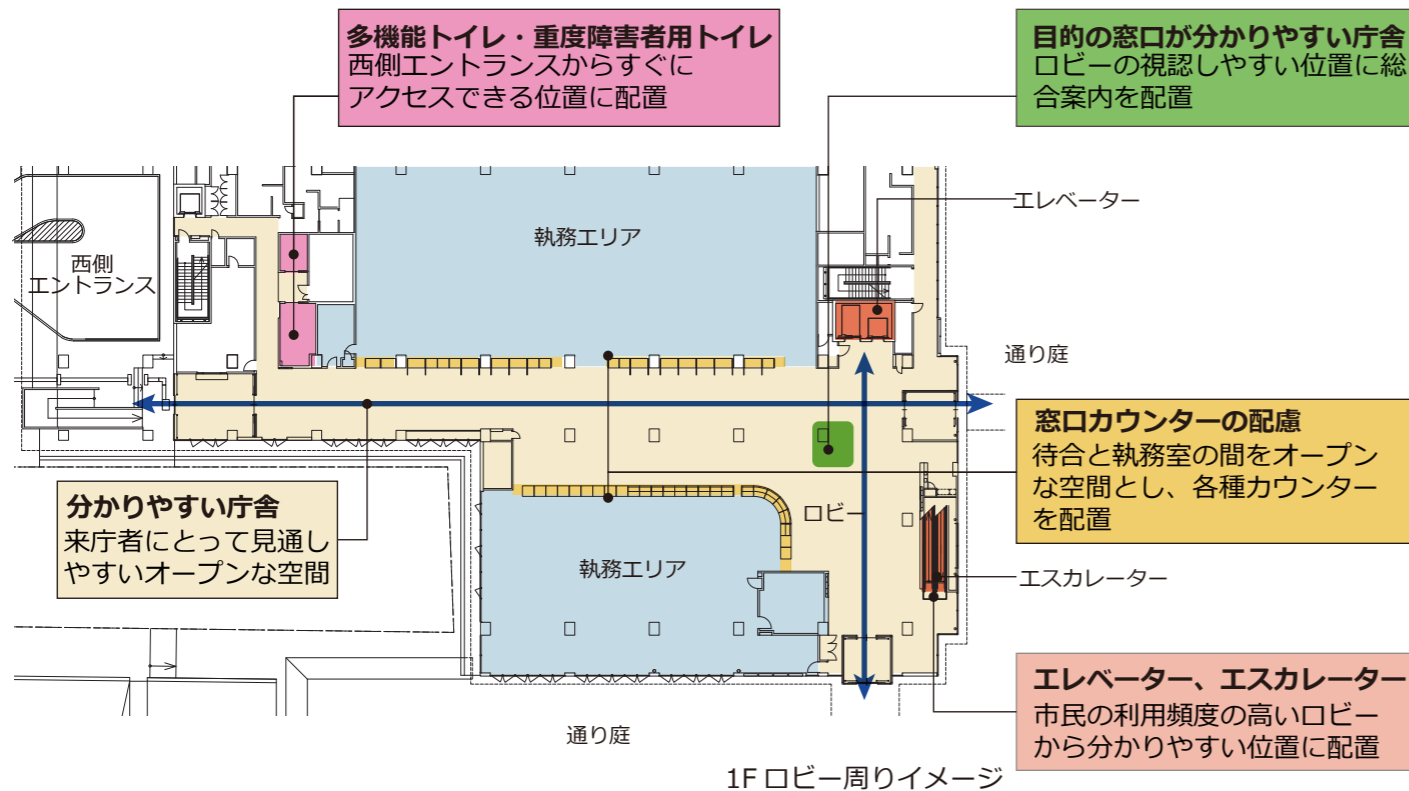 多機能トイレ・重度障害者用トイレ
西側エントランスからすぐに
アクセスできる位置に配置
目的の窓口が分かりやすい庁舎
ロビーの視認しやすい位置に総
合案内を配置
エレベーター
執務エリア
西側
エントランス
通り庭
窓口カウンターの配慮
待合と執務室の間をオープン
な空間とし、各種カウンター
を配置
分かりやすい庁舎
来庁者にとって見通し
やすいオープンな空間
ロビー
執務エリア
エスカレーター
エレベーター、エスカレーター
市民の利用頻度の高いロビー
から分かりやすい位置に配置
通り庭
1F ロビー周りイメージ